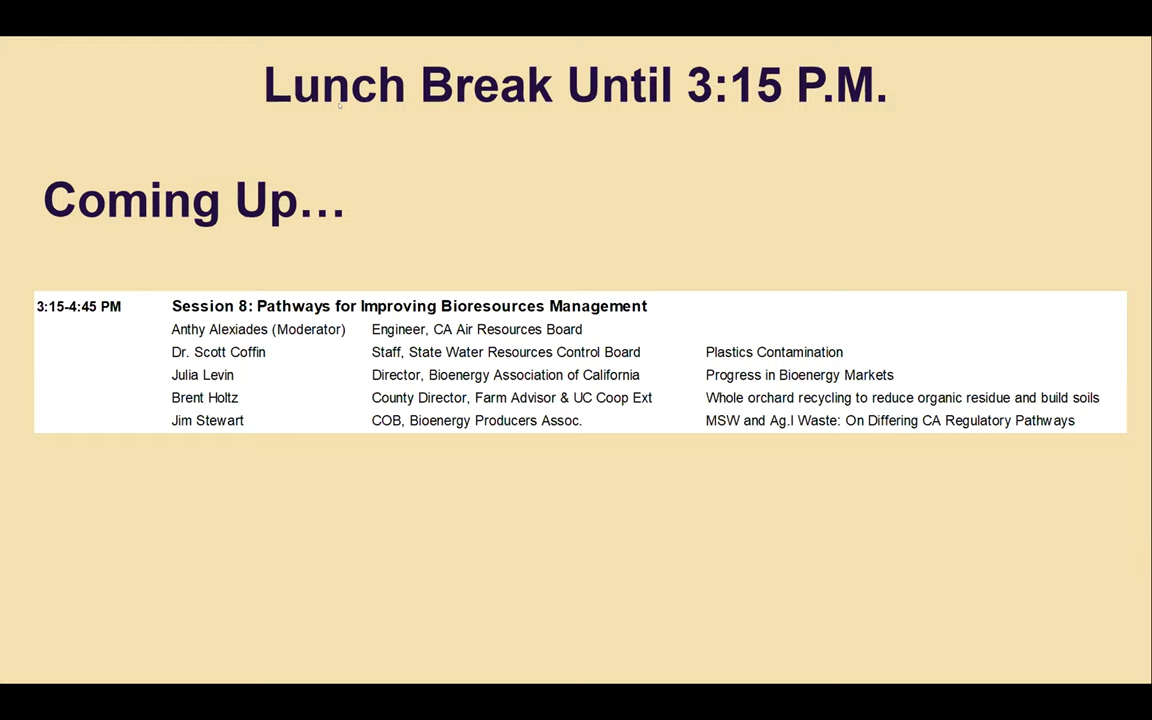 Lunch Break Until 3:15 P.M.
Coming Up…
3:15-4:45 PM Session 8: Pathways for Improving Bioresources Management
Anthy Alexiades (Moderator) Engineer, CA Air Resources Board
Dr. Scott Coffin Staff, State Water Resources Control Board Plastics Contamination
Julia Levin Director, Bioenergy Association of California Progress in Bioenergy Markets
Brent Holtz County Director, Farm Advisor & UC Coop Ext Whole orchard recycling to reduce organic residue and build soils
Jim Stewart COB, Bioenergy Producers Assoc. MSW and Ag.l Waste: On Differing CA Regulatory Pathways